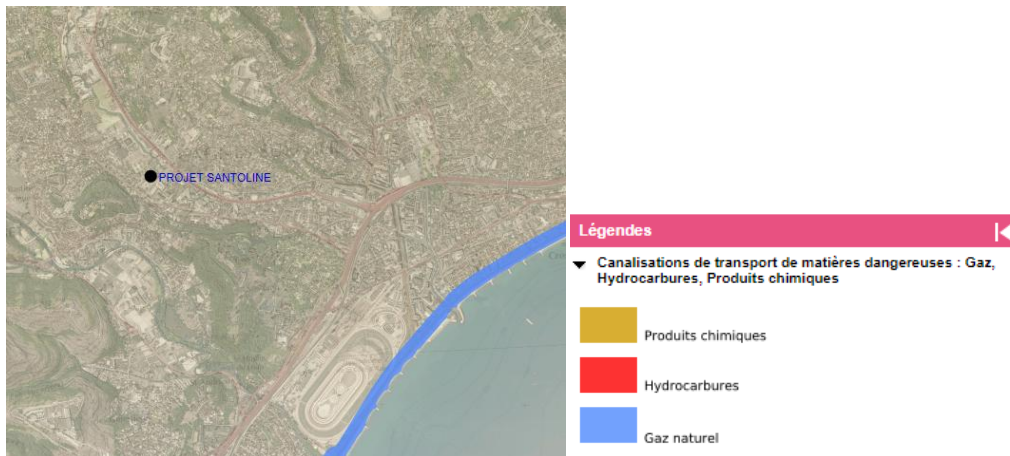 PROJET SANTOLINE
Légendes
Canalisations de transport de matières dangereuses : Gaz,
Hydrocarbures, Produits chimiques
Produits chimiques
Hydrocarbures
Gaz naturel